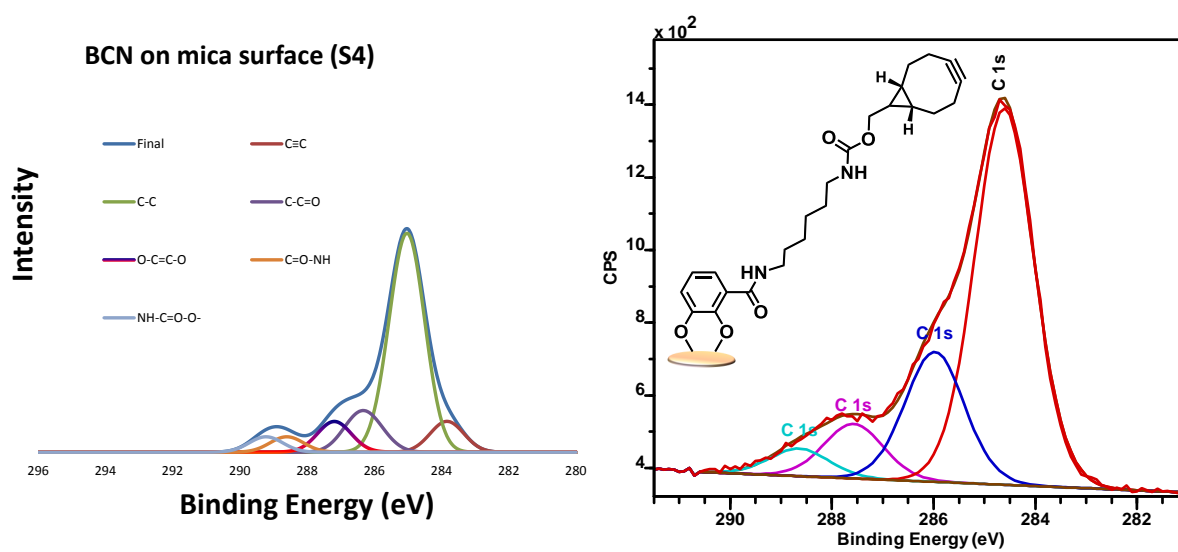 BCN on mica surface (S4)
Final
C≡C
C-C
C-C=O
O-C=C-O
C=O-NH
NH-C=O-O-
Intensity
296 294 292 290 288 286 284 282 280
Binding Energy (eV)
x 10²
14
12
10
8
6
4
CPS
C 1s
C 1s
C 1s
C 1s
H
H
O
O
NH
N
H
O
O
O
290 288 286 284 282
Binding Energy (eV)